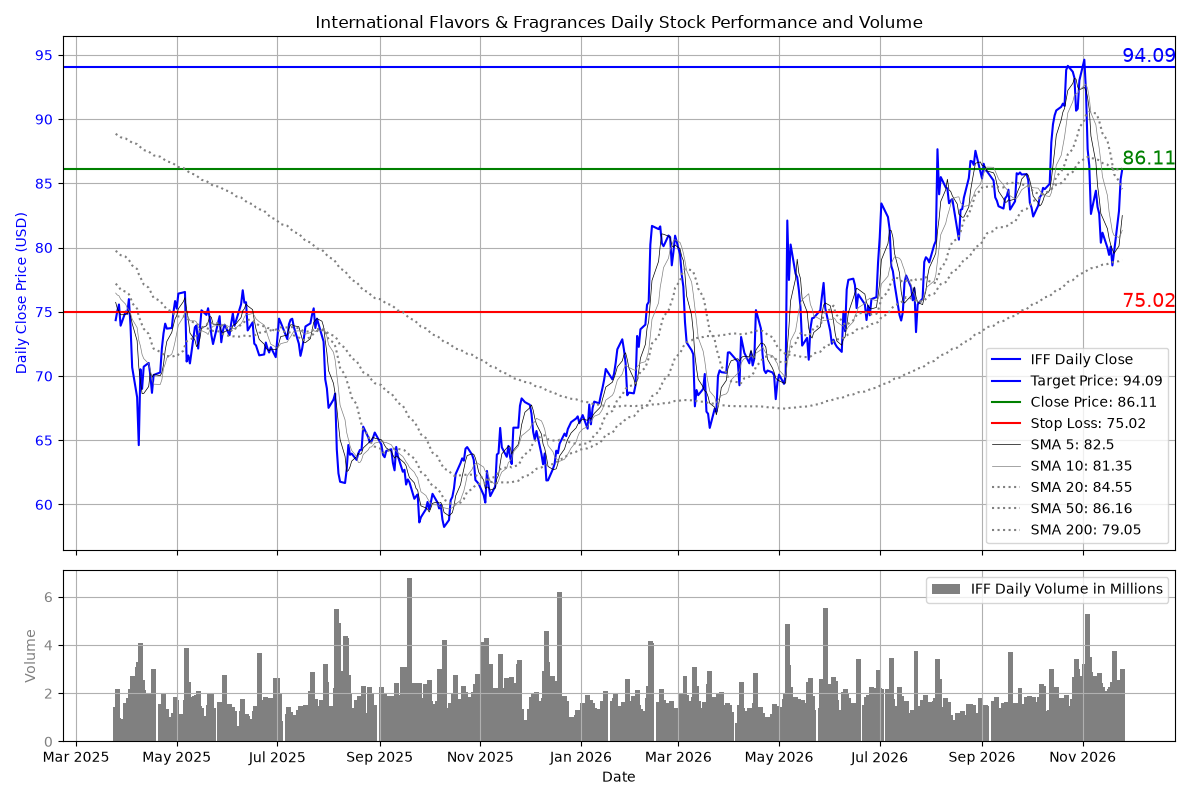 International Flavors & Fragrances Daily Stock Performance and Volume
95
90
85
80
75
70
65
60
Daily Close Price (USD)
94.09
86.11
75.02
IFF Daily Close
Target Price: 94.09
Close Price: 86.11
Stop Loss: 75.02
SMA 5: 82.5
SMA 10: 81.35
SMA 20: 84.55
SMA 50: 86.16
SMA 200: 79.05
6
4
2
0
Volume
IFF Daily Volume in Millions
Mar 2025 May 2025 Jul 2025 Sep 2025 Nov 2025 Jan 2026 Mar 2026 May 2026 Jul 2026 Sep 2026 Nov 2026
Date